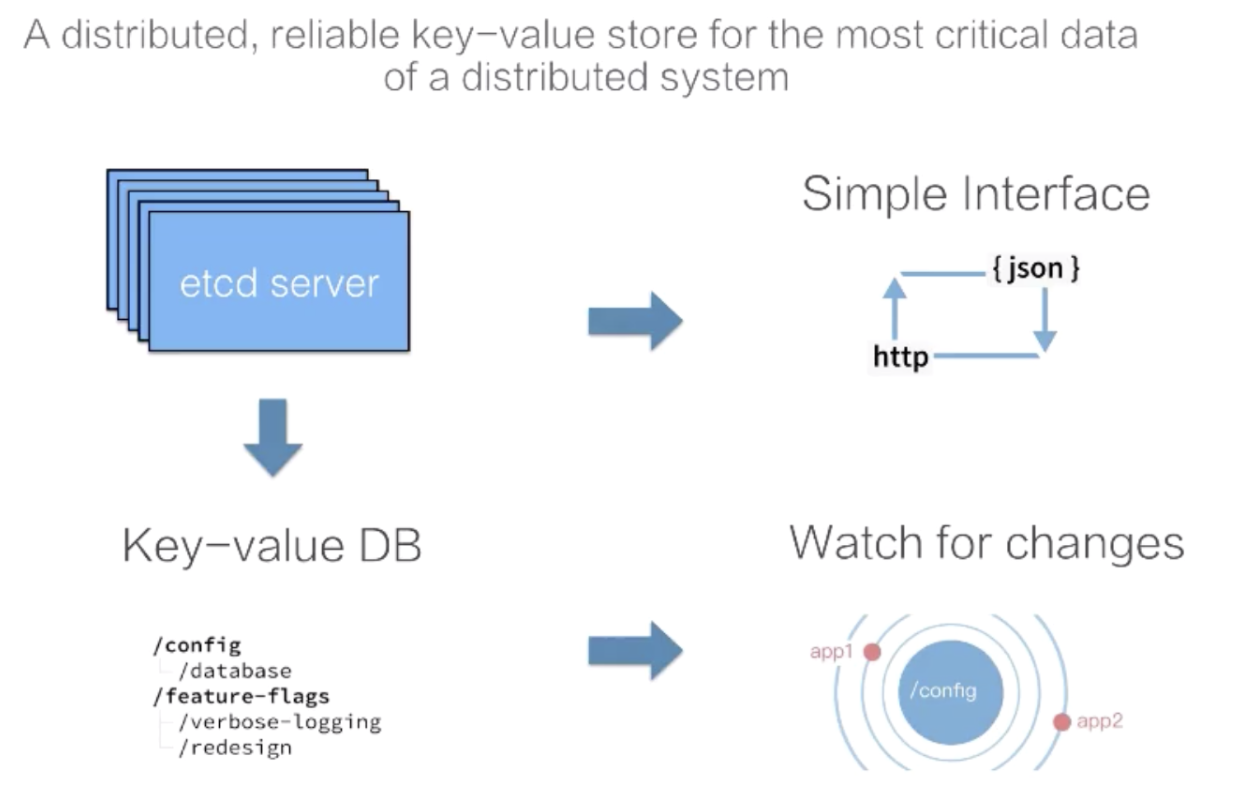 A distributed, reliable key-value store for the most critical data
of a distributed system
etcd server
Simple Interface
{ json }
http
Key-value DB
/config
/database
/feature-flags
/verbose-logging
/redesign
Watch for changes
app1
/config
app2